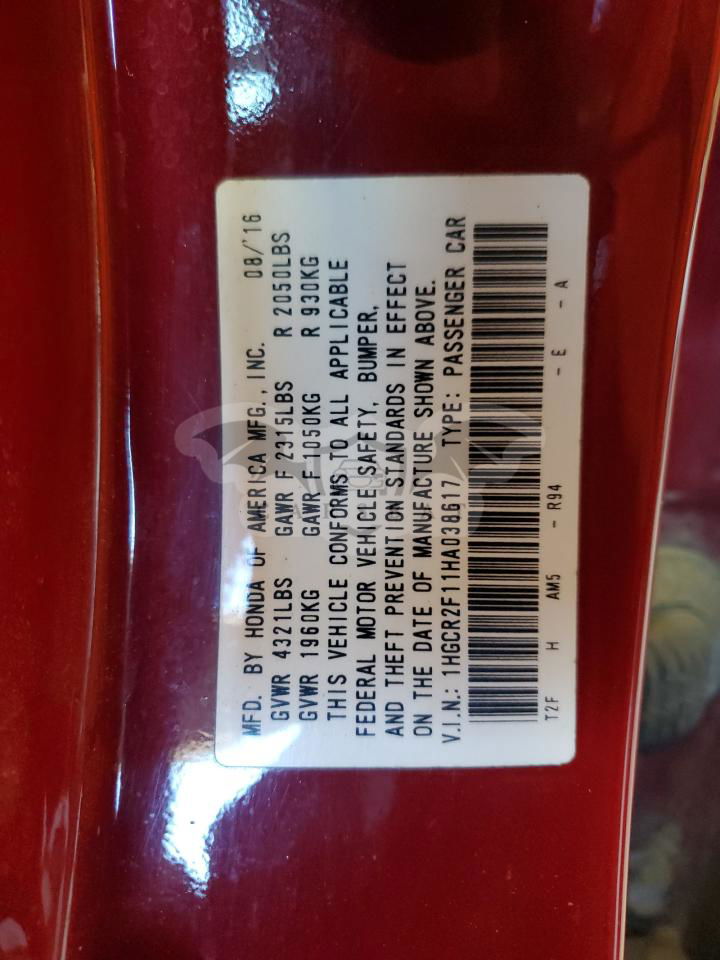 MFD. BY HONDA OF AMERICA MFG., INC. 08/'16
GVWR 4321LBS GAWR F 2315LBS R 2050LBS
GVWR 1960KG GAWR F 1050KG R 930KG
THIS VEHICLE CONFORMS TO ALL APPLICABLE
FEDERAL MOTOR VEHICLE SAFETY, BUMPER,
AND THEFT PREVENTION STANDARDS IN EFFECT
ON THE DATE OF MANUFACTURE SHOWN ABOVE.
V.I.N.: 1HGCR2F11HA038617 TYPE: PASSENGER CAR
T2F H AM5 - R94 - E - A